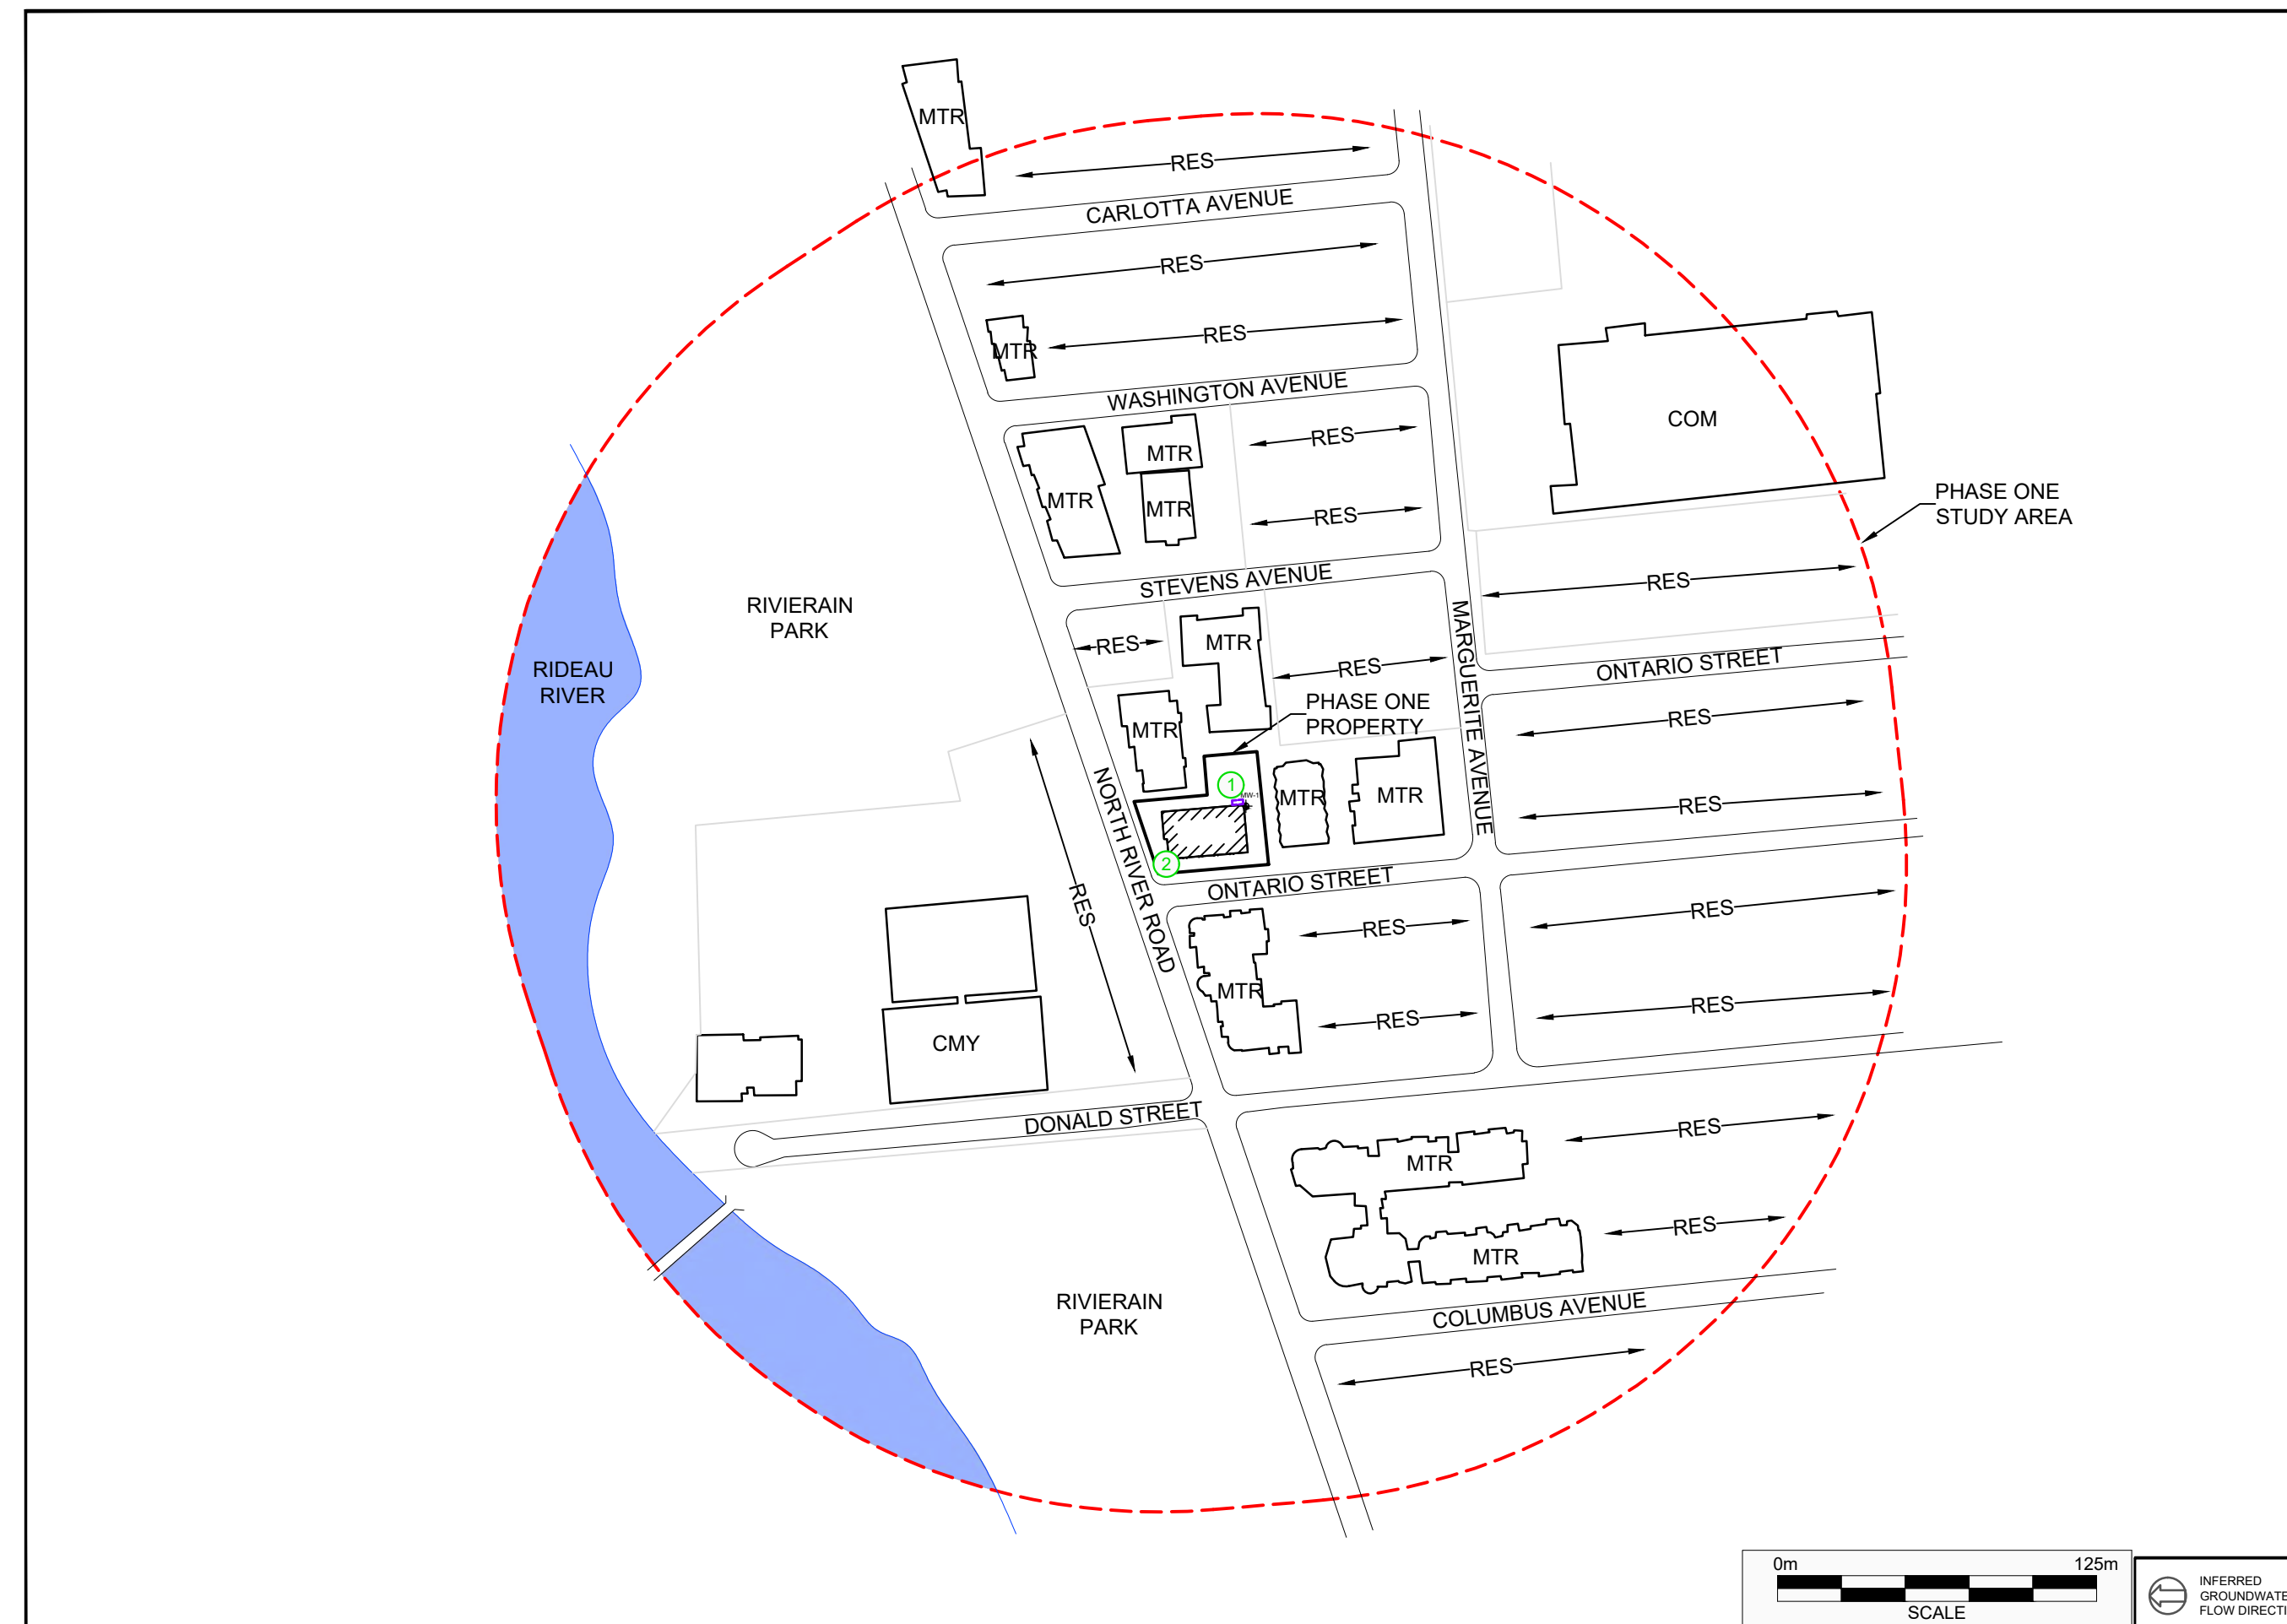 MTR
RES
CARLOTTA AVENUE
RES
RES
MTR
WASHINGTON AVENUE
COM
RES
MTR
MTR
MTR
RES
PHASE ONE
STUDY AREA
STEVENS AVENUE
RES
RIVIERAIN
PARK
MARGUERITE AVENUE
RES
MTR
RES
ONTARIO STREET
RIDEAU
RIVER
PHASE ONE
PROPERTY
RES
MTR
1
MW-1
MTR
MTR
RES
NORTH RIVER ROAD
2
ONTARIO STREET
RES
RES
RES
MTR
RES
RES
CMY
DONALD STREET
RES
MTR
RES
MTR
RIVIERAIN
PARK
COLUMBUS AVENUE
RES
0m 125m
SCALE
INFERRED
FLOW